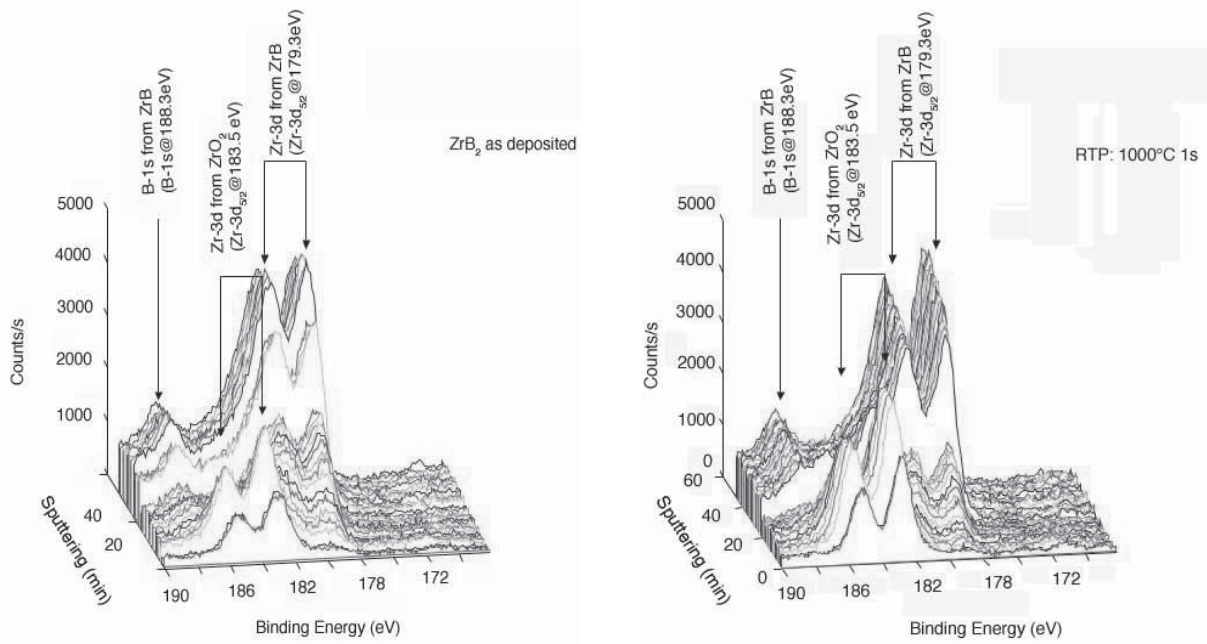 B-1s from ZrB
(B-1s@188.3eV)
Zr-3d from ZrO₂
(Zr-3d₅/₂@183.5 eV)
Zr-3d from ZrB
(Zr-3d₅/₂@179.3eV)
ZrB₂ as deposited
5000
4000
3000
2000
1000
Counts/s
40
20
Sputtering (min)
190
186
182
178
172
Binding Energy (eV)
B-1s from ZrB
(B-1s@188.3eV)
Zr-3d from ZrO₂
(Zr-3d₅/₂@183.5 eV)
Zr-3d from ZrB
(Zr-3d₅/₂@179.3eV)
RTP: 1000°C 1s
5000
4000
3000
2000
1000
0
Counts/s
60
40
20
0
Sputtering (min)
190
186
182
178
172
Binding Energy (eV)